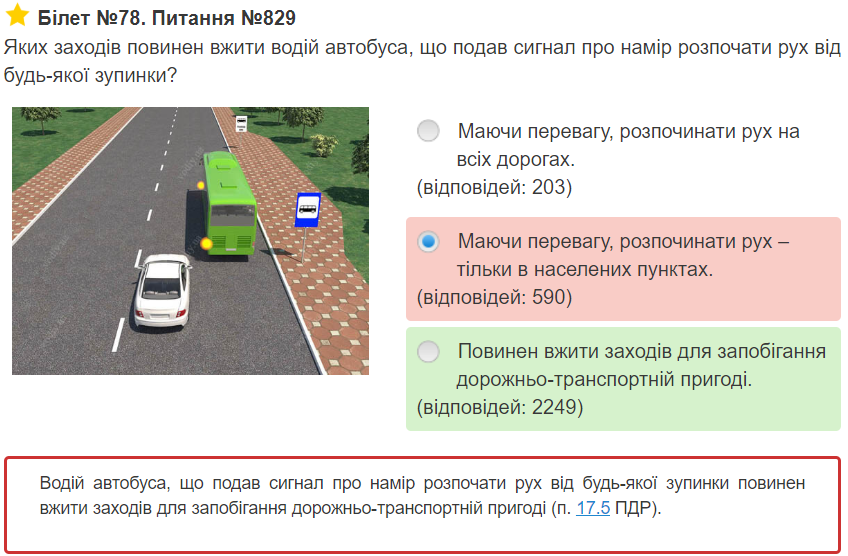 Білет №78. Питання №829
Яких заходів повинен вжити водій автобуса, що подав сигнал про намір розпочати рух від
будь-якої зупинки?
Маючи перевагу, розпочинати рух на
всіх дорогах.
(відповідей: 203)
Маючи перевагу, розпочинати рух –
тільки в населених пунктах.
(відповідей: 590)
Повинен вжити заходів для запобігання
дорожньо-транспортній пригоді.
(відповідей: 2249)
Водій автобуса, що подав сигнал про намір розпочати рух від будь-якої зупинки повинен
вжити заходів для запобігання дорожньо-транспортній пригоді (п. 17.5 ПДР).